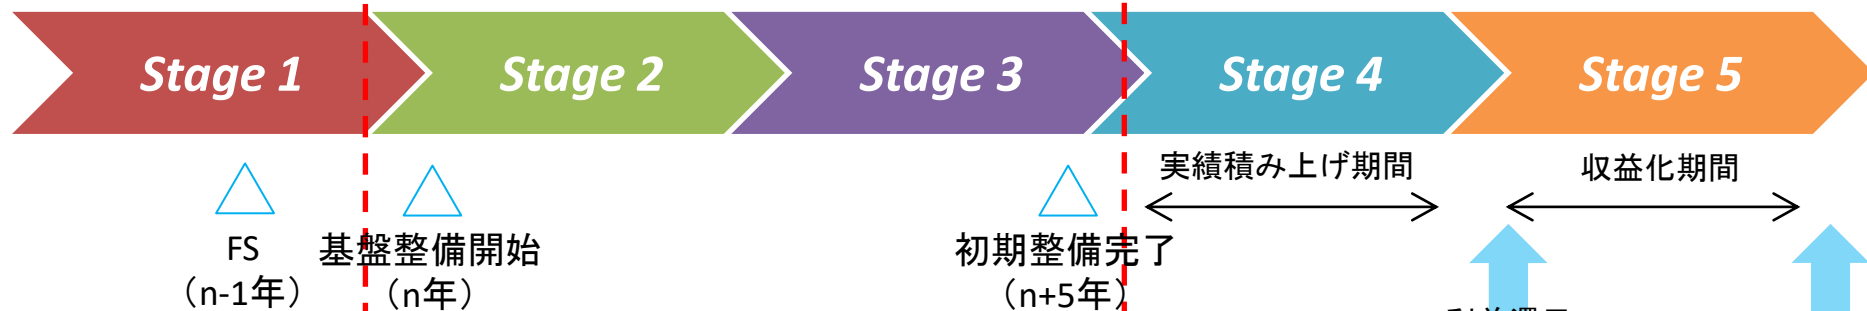 Stage 1
Stage 2
Stage 3
Stage 4
Stage 5
実績積み上げ期間
収益化期間
FS
（n-1年）
基盤整備開始
（n年）
初期整備完了
（n+5年）